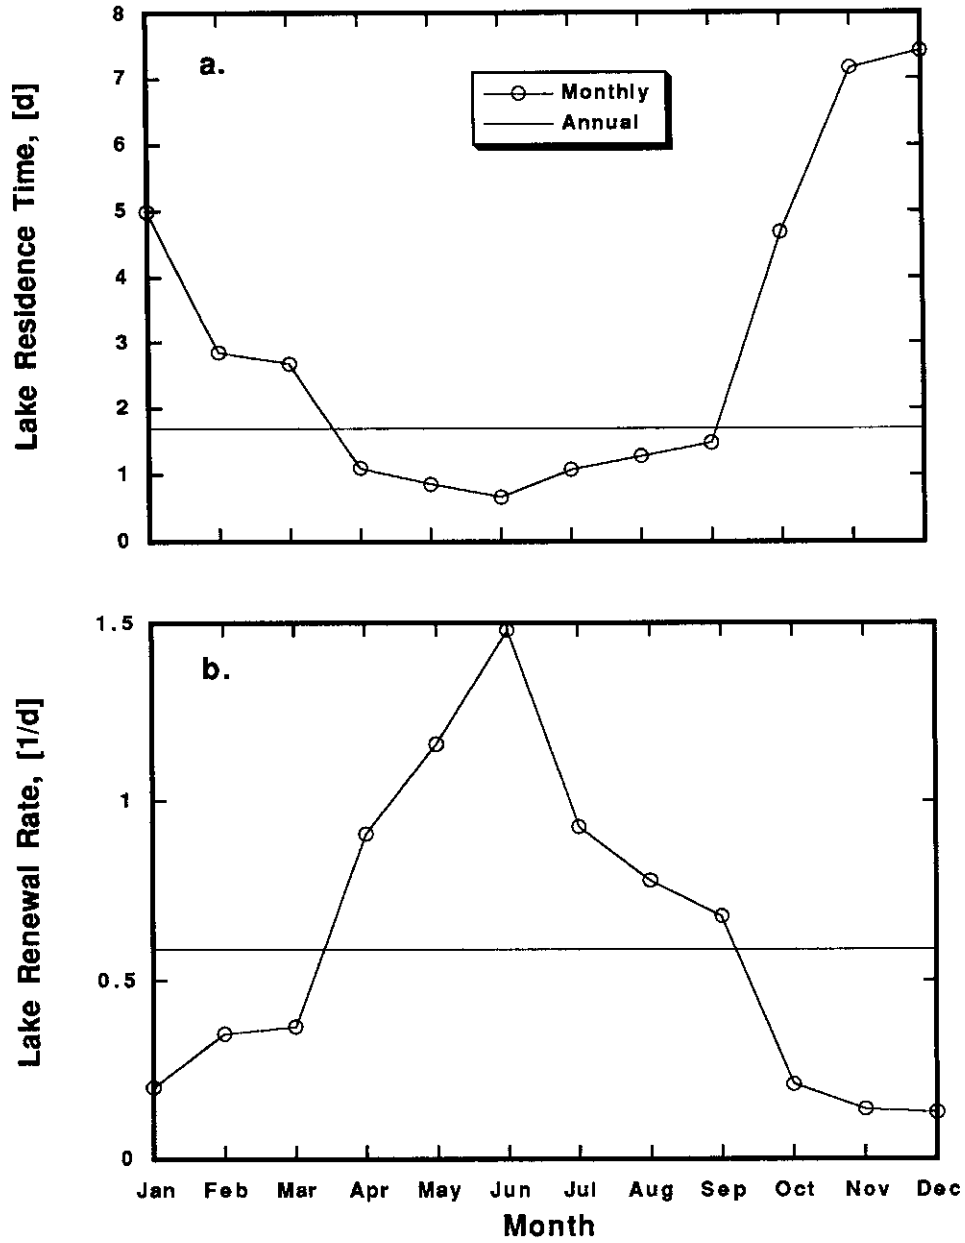 8
7
6
5
4
3
2
1
0
Lake Residence Time, [d]
a.
Monthly
Annual
1.5
1
0.5
0
Lake Renewal Rate, [1/d]
b.
Jan Feb Mar Apr May Jun Jul Aug Sep Oct Nov Dec
Month